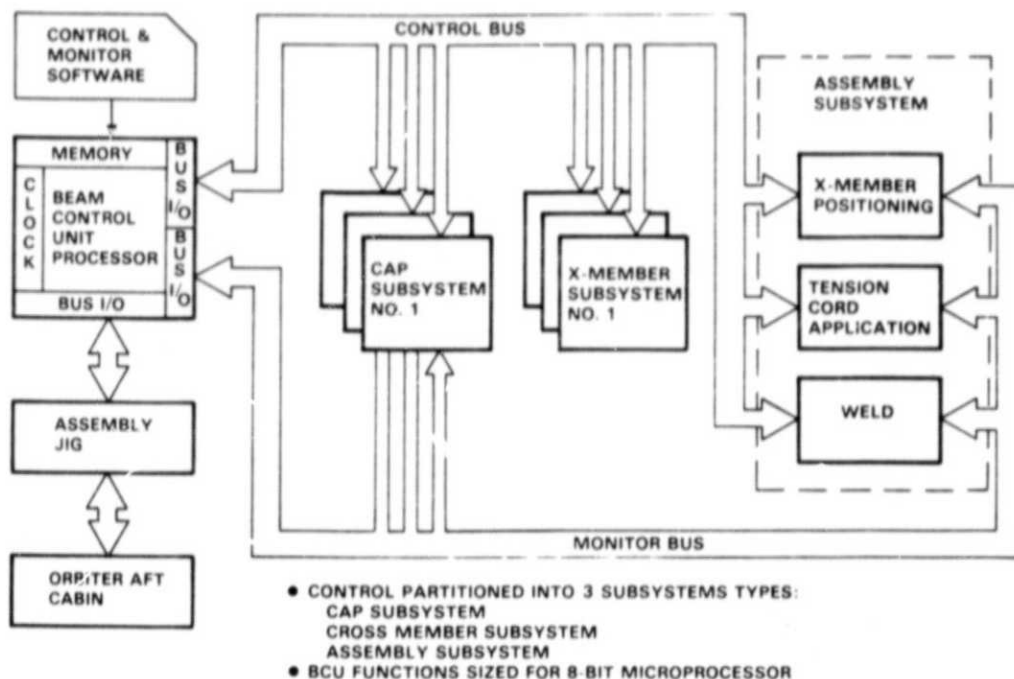 CONTROL &
MONITOR
SOFTWARE
CONTROL BUS
ASSEMBLY
SUBSYSTEM
MEMORY
CLOCK
BEAM
CONTROL
UNIT
PROCESSOR
BUS I/O
BUS I/O
BUS I/O
CAP
SUBSYSTEM
NO. 1
X-MEMBER
SUBSYSTEM
NO. 1
X-MEMBER
POSITIONING
TENSION
CORD
APPLICATION
WELD
ASSEMBLY
JIG
MONITOR BUS
ORBITER AFT
CABIN
● CONTROL PARTITIONED INTO 3 SUBSYSTEMS TYPES:
CAP SUBSYSTEM
CROSS MEMBER SUBSYSTEM
ASSEMBLY SUBSYSTEM
● BCU FUNCTIONS SIZED FOR 8-BIT MICROPROCESSOR